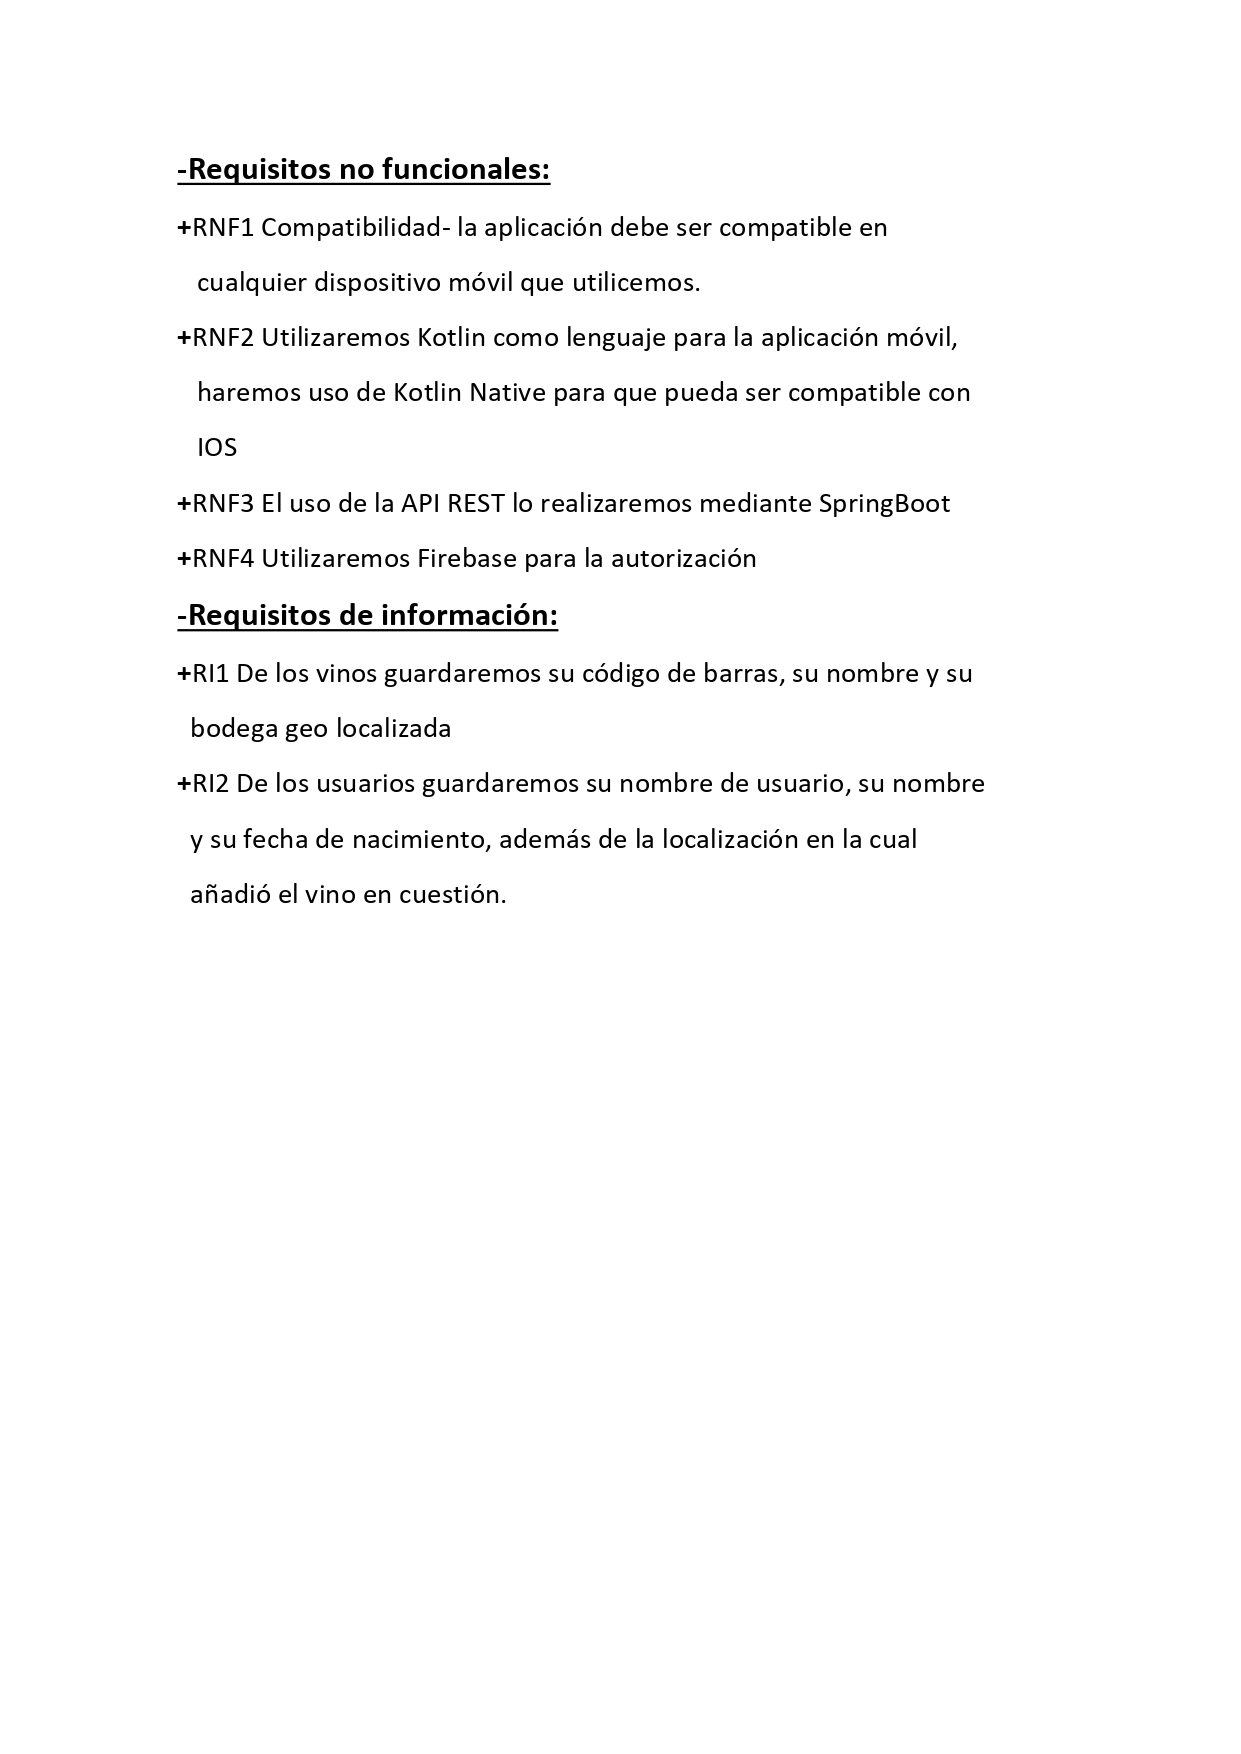 -Requisitos no funcionales:
+RNF1 Compatibilidad- la aplicación debe ser compatible en
cualquier dispositivo móvil que utilicemos.
+RNF2 Utilizaremos Kotlin como lenguaje para la aplicación móvil,
haremos uso de Kotlin Native para que pueda ser compatible con
IOS
+RNF3 El uso de la API REST lo realizaremos mediante SpringBoot
+RNF4 Utilizaremos Firebase para la autorización
-Requisitos de información:
+RI1 De los vinos guardaremos su código de barras, su nombre y su
bodega geo localizada
+RI2 De los usuarios guardaremos su nombre de usuario, su nombre
y su fecha de nacimiento, además de la localización en la cual
añadió el vino en cuestión.